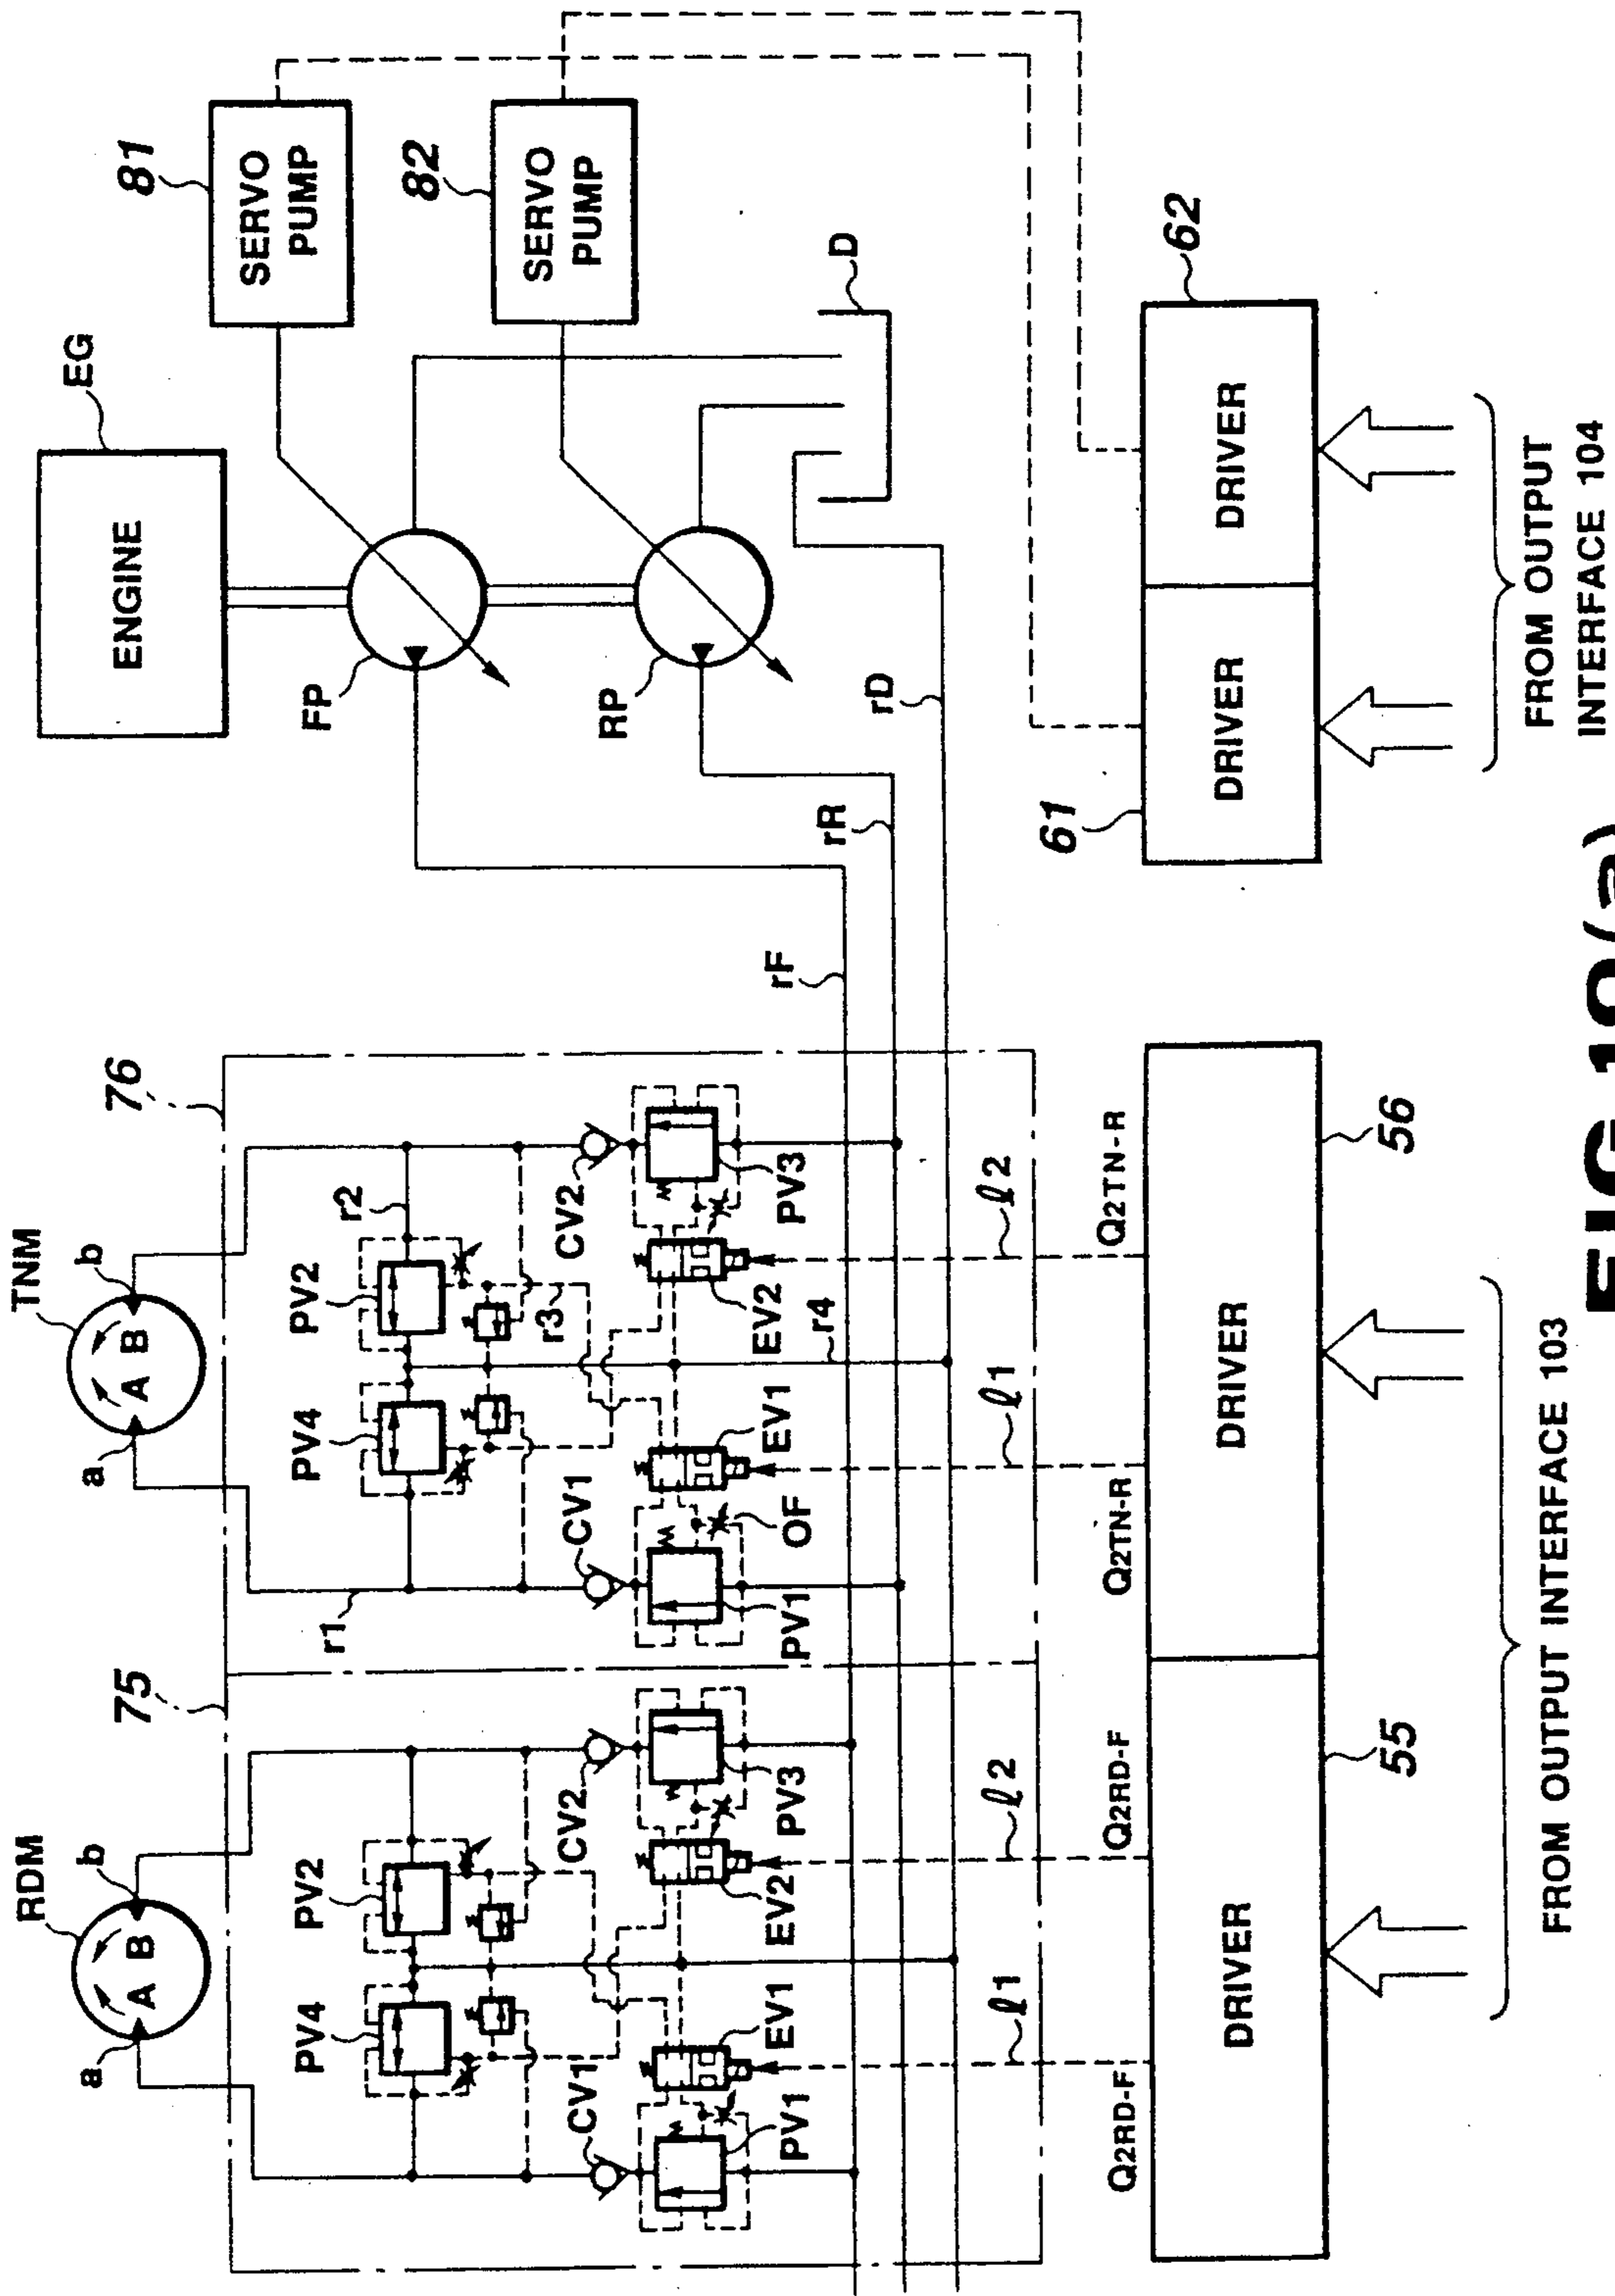 TNM
RDM
a
A
B
b
a
A
B
b
75
76
r1
r2
r3
r4
PV4
PV2
PV4
PV2
CV1
CV2
CV1
CV2
PV1
EV1
EV2
PV3
PV1
OF
EV1
EV2
PV3
ℓ1
ℓ2
ℓ1
ℓ2
Q2RD-F
Q2RD-F
Q2TN-R
Q2TN-R
DRIVER
DRIVER
55
56
FROM OUTPUT INTERFACE 103
ENGINE
EG
SERVO
PUMP
81
SERVO
PUMP
82
FP
RP
D
rF
rR
rD
61
62
DRIVER
DRIVER
FROM OUTPUT
INTERFACE 104